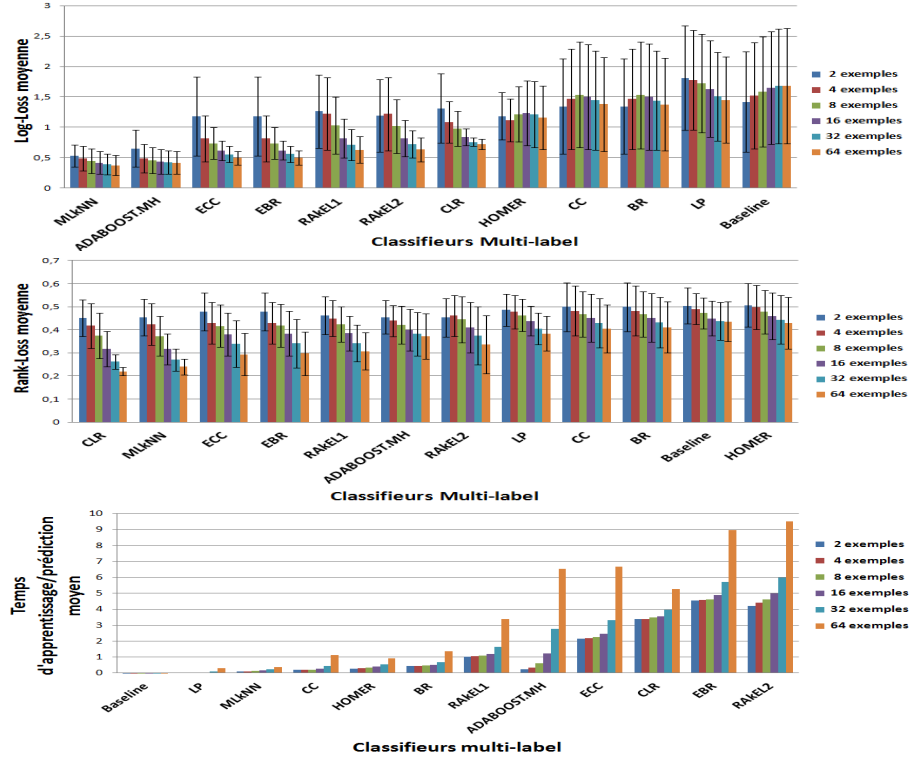 Log-Loss moyenne
3
2,5
2
1,5
1
0,5
0
MLkNN
ADABOOST.MH
ECC
EBR
RAkEL1
RAkEL2
CLR
HOMER
CC
BR
LP
Baseline
Classifieurs Multi-label
2 exemples
4 exemples
8 exemples
16 exemples
32 exemples
64 exemples
Rank-Loss moyenne
0,7
0,6
0,5
0,4
0,3
0,2
0,1
0
CLR
MLkNN
ECC
EBR
RAkEL1
ADABOOST.MH
RAkEL2
LP
CC
BR
Baseline
HOMER
Classifieurs Multi-label
2 exemples
4 exemples
8 exemples
16 exemples
32 exemples
64 exemples
Temps
d'apprentissage/prédiction
moyen
10
9
8
7
6
5
4
3
2
1
0
Baseline
LP
MLkNN
CC
HOMER
BR
RAkEL1
ADABOOST.MH
ECC
CLR
EBR
RAkEL2
Classifieurs multi-label
2 exemples
4 exemples
8 exemples
16 exemples
32 exemples
64 exemples